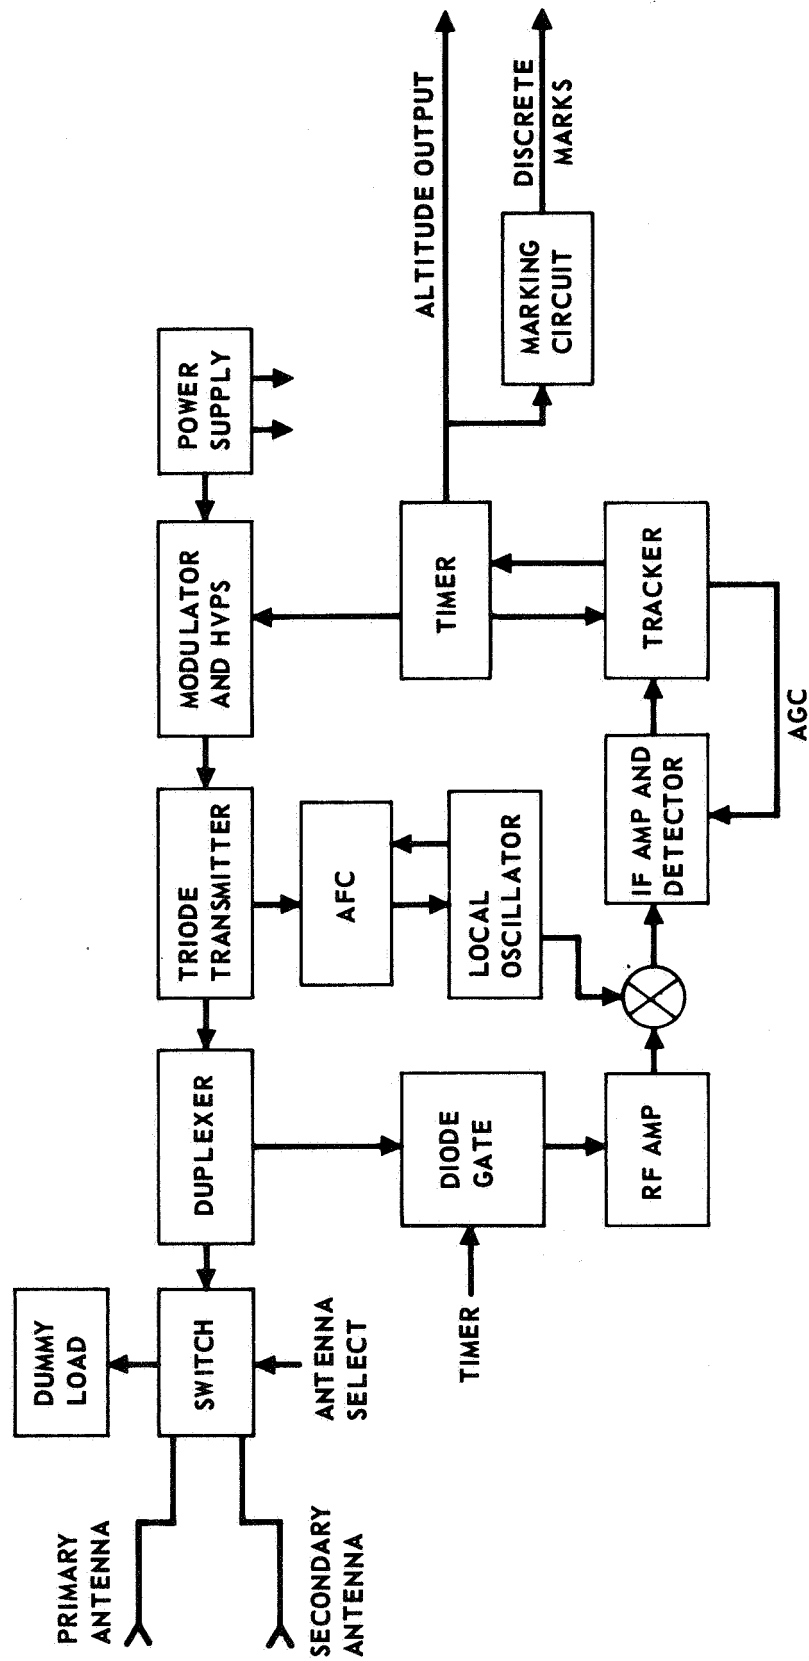 PRIMARY
ANTENNA
SECONDARY
ANTENNA
DUMMY
LOAD
SWITCH
ANTENNA
SELECT
DUPLEXER
TRIODE
TRANSMITTER
MODULATOR
AND HVPS
POWER
SUPPLY
AFC
LOCAL
OSCILLATOR
TIMER
DIODE
GATE
RF AMP
IF AMP AND
DETECTOR
TRACKER
AGC
TIMER
ALTITUDE OUTPUT
MARKING
CIRCUIT
DISCRETE
MARKS